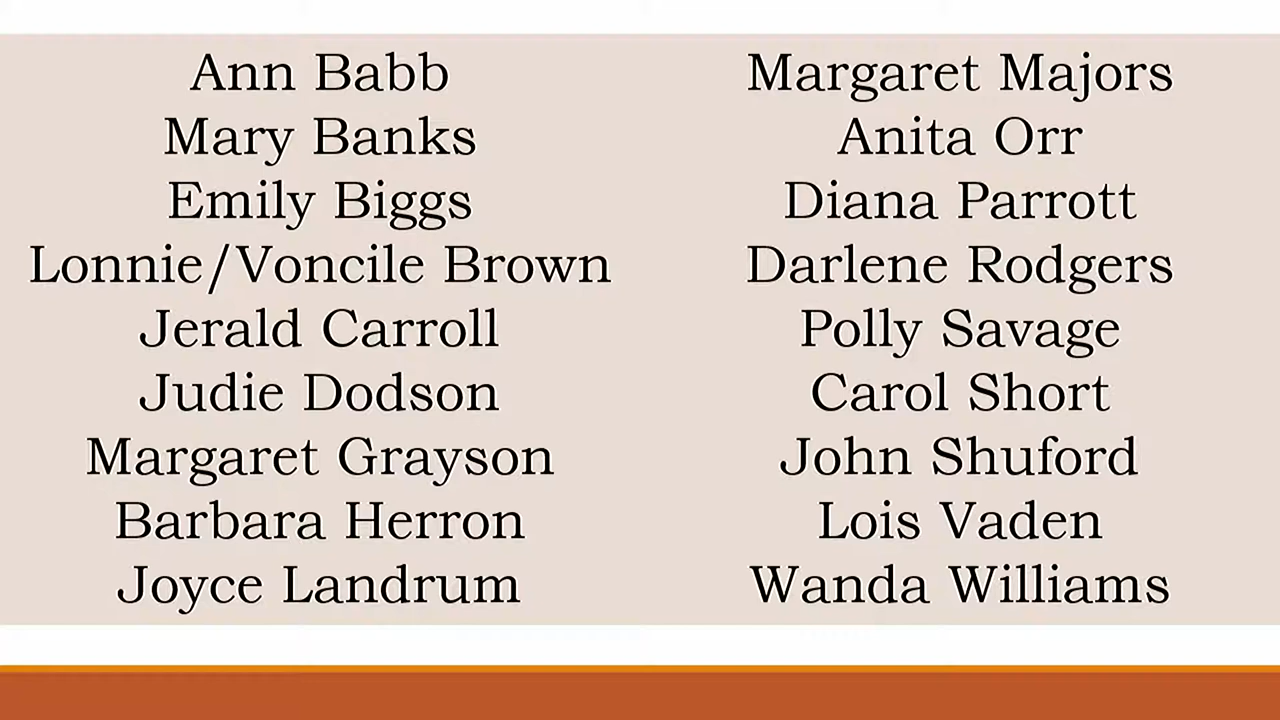 Ann Babb
Mary Banks
Emily Biggs
Lonnie/Voncile Brown
Jerald Carroll
Judie Dodson
Margaret Grayson
Barbara Herron
Joyce Landrum
Margaret Majors
Anita Orr
Diana Parrott
Darlene Rodgers
Polly Savage
Carol Short
John Shuford
Lois Vaden
Wanda Williams